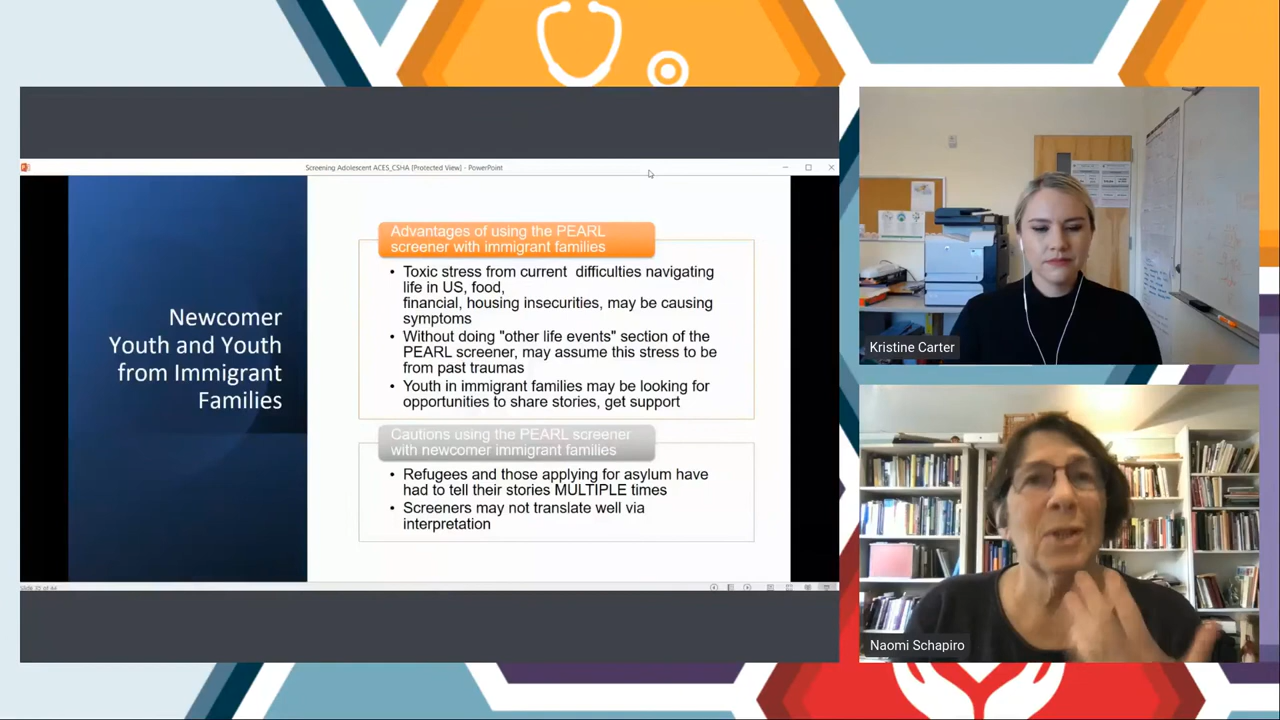 Screening Adolescent ACES_CSHA [Protected View] - PowerPoint
Newcomer
Youth and Youth
from Immigrant
Families
Advantages of using the PEARL
screener with immigrant families
• Toxic stress from current difficulties navigating
life in US, food,
financial, housing insecurities, may be causing
symptoms
• Without doing "other life events" section of the
PEARL screener, may assume this stress to be
from past traumas
• Youth in immigrant families may be looking for
opportunities to share stories, get support
Cautions using the PEARL screener
with newcomer immigrant families
• Refugees and those applying for asylum have
had to tell their stories MULTIPLE times
• Screeners may not translate well via
interpretation
Kristine Carter
Naomi Schapiro